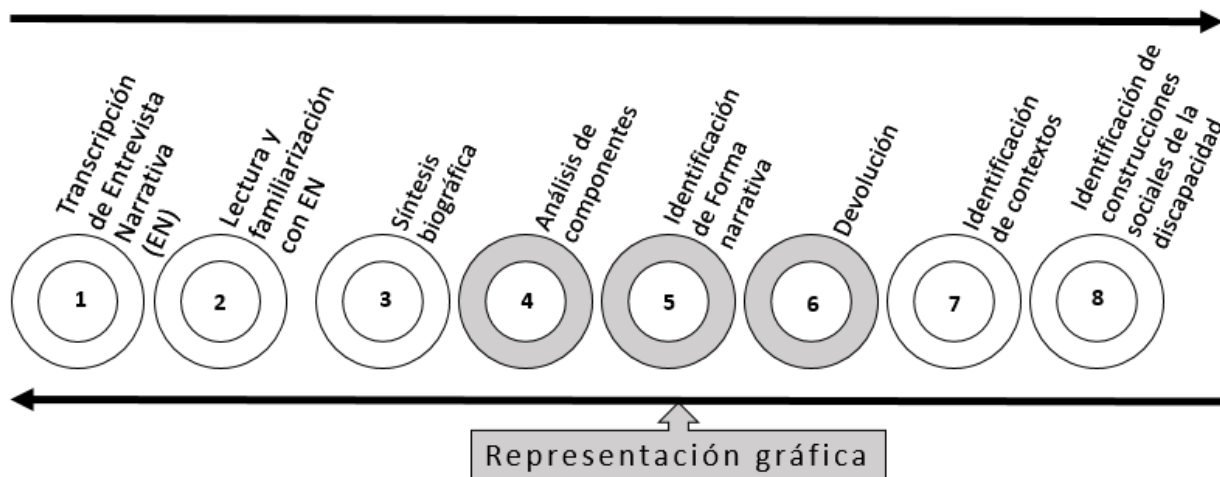 Transcripción
de Entrevista
Narrativa
(EN)
Lectura y
familiarización
con EN
Síntesis
biográfica
Análisis de
componentes
Identificación
de Forma
narrativa
Devolución
Identificación
de contextos
Identificación de
construcciones
sociales de la
discapacidad
1
2
3
4
5
6
7
8
Representación gráfica